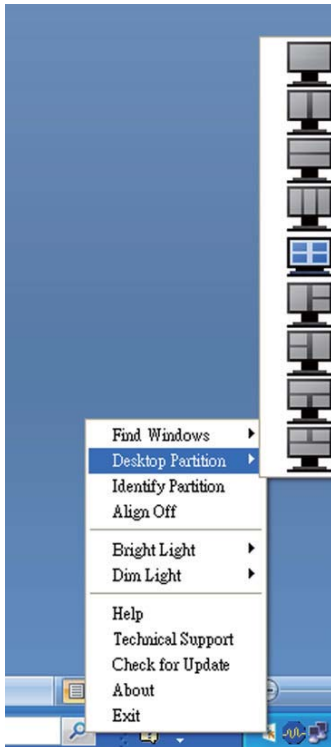 Find Windows
Desktop Partition
Identify Partition
Align Off
Bright Light
Dim Light
Help
Technical Support
Check for Update
About
Exit